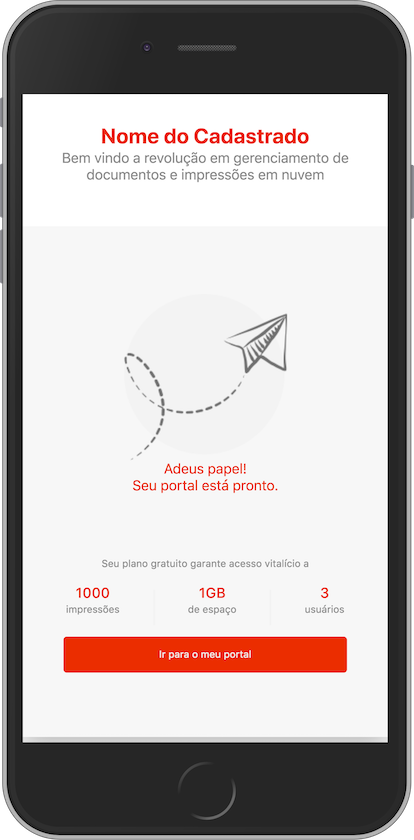 Nome do Cadastrado
Bem vindo a revolução em gerenciamento de
documentos e impressões em nuvem
Adeus papel!
Seu portal está pronto.
Seu plano gratuito garante acesso vitalício a
1000 1GB 3
impressões de espaço usuários
Ir para o meu portal